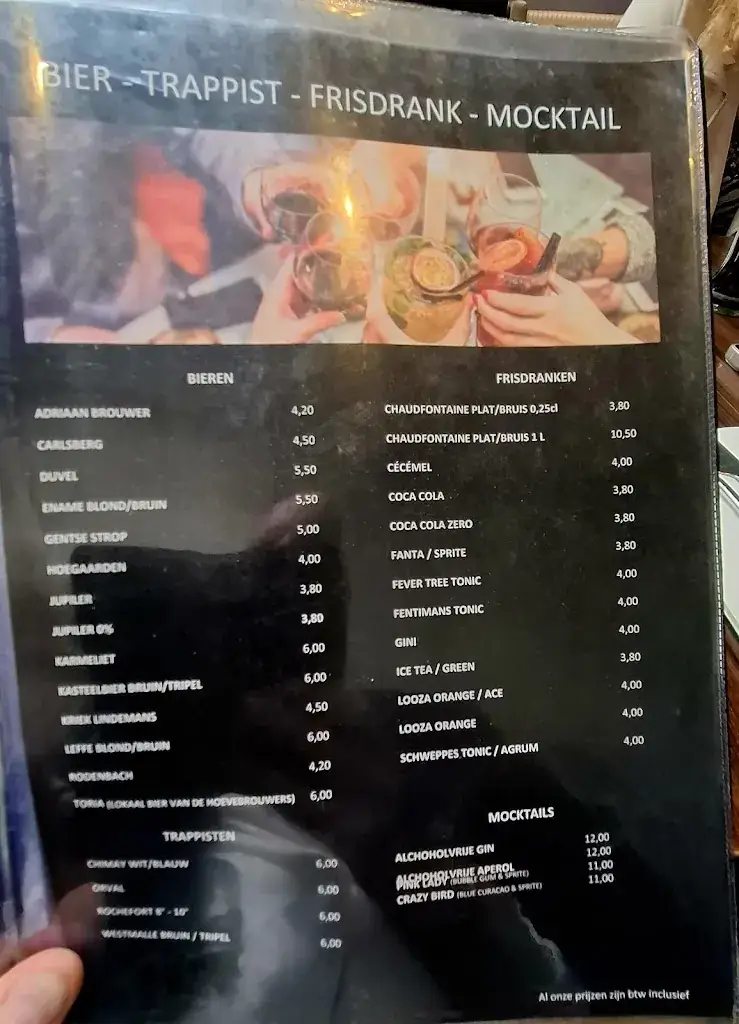 BIER - TRAPPIST - FRISDRANK - MOCKTAIL
BIEREN
ADRIAAN BROUWER 4,20
CARLSBERG 4,50
DUVEL 5,50
ENAME BLOND/BRUIN 5,50
GENTSE STROP 5,00
HOEGAARDEN 4,00
JUPILER 3,80
JUPILER 0% 3,80
KARMELIET 6,00
KASTEELBIER BRUIN/TRIPEL 6,00
KRIEK LINDEMANS 4,50
LEFFE BLOND/BRUIN 6,00
RODENBACH 4,20
TORIA (LOKAAL BIER VAN DE HOEVEBROUWERS) 6,00
TRAPPISTEN
CHIMAY WIT/BLAUW 6,00
ORVAL 6,00
ROCHEFORT 8° - 10° 6,00
WESTMALLE BRUIN / TRIPEL 6,00
FRISDRANKEN
CHAUDFONTAINE PLAT/BRUIS 0,25cl 3,80
CHAUDFONTAINE PLAT/BRUIS 1 L 10,50
CÉCÉMEL 4,00
COCA COLA 3,80
COCA COLA ZERO 3,80
FANTA / SPRITE 3,80
FEVER TREE TONIC 4,00
FENTIMANS TONIC 4,00
GINI 4,00
ICE TEA / GREEN 3,80
LOOZA ORANGE / ACE 4,00
LOOZA ORANGE 4,00
SCHWEPPES TONIC / AGRUM 4,00
MOCKTAILS
ALCHOHOLVRIJE GIN 12,00
ALCHOHOLVRIJE APEROL 12,00
PINK LADY (BUBBLE GUM & SPRITE) 11,00
CRAZY BIRD (BLUE CURACAO & SPRITE) 11,00
Al onze prijzen zijn btw inclusief